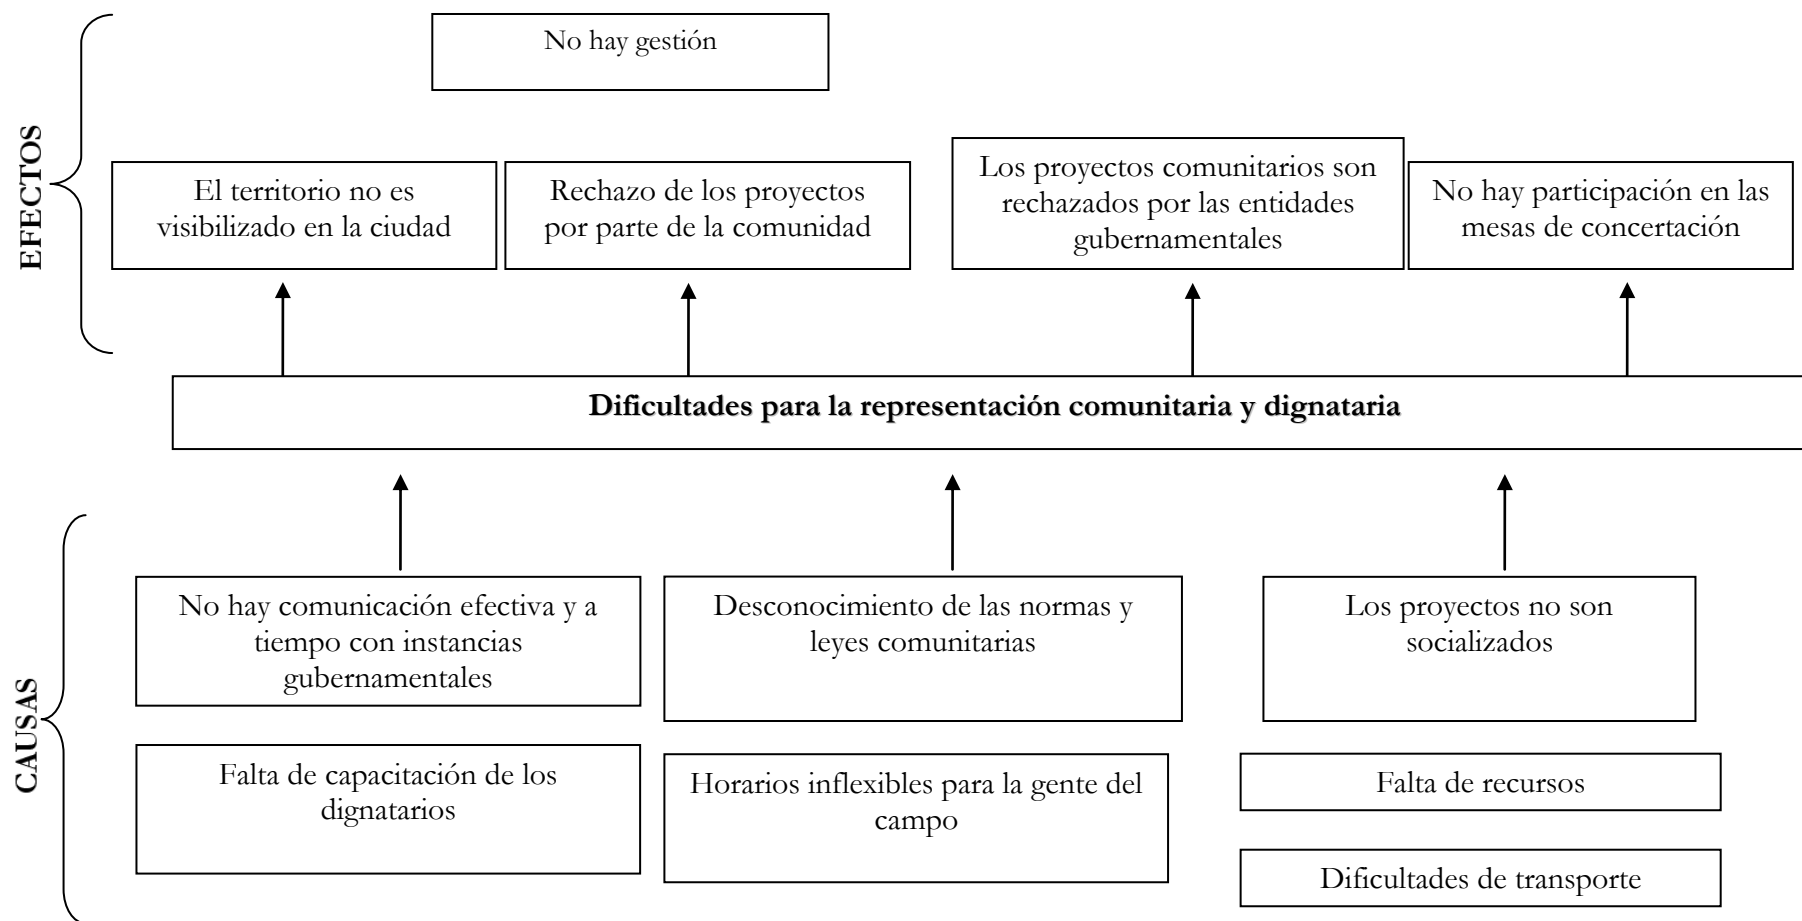 EFECTOS
No hay gestión
El territorio no es
visibilizado en la ciudad
Rechazo de los proyectos
por parte de la comunidad
Los proyectos comunitarios son
rechazados por las entidades
gubernamentales
No hay participación en las
mesas de concertación
Dificultades para la representación comunitaria y dignataria
CAUSAS
No hay comunicación efectiva y a
tiempo con instancias
gubernamentales
Desconocimiento de las normas y
leyes comunitarias
Los proyectos no son
socializados
Falta de capacitación de los
dignatarios
Horarios inflexibles para la gente del
campo
Falta de recursos
Dificultades de transporte